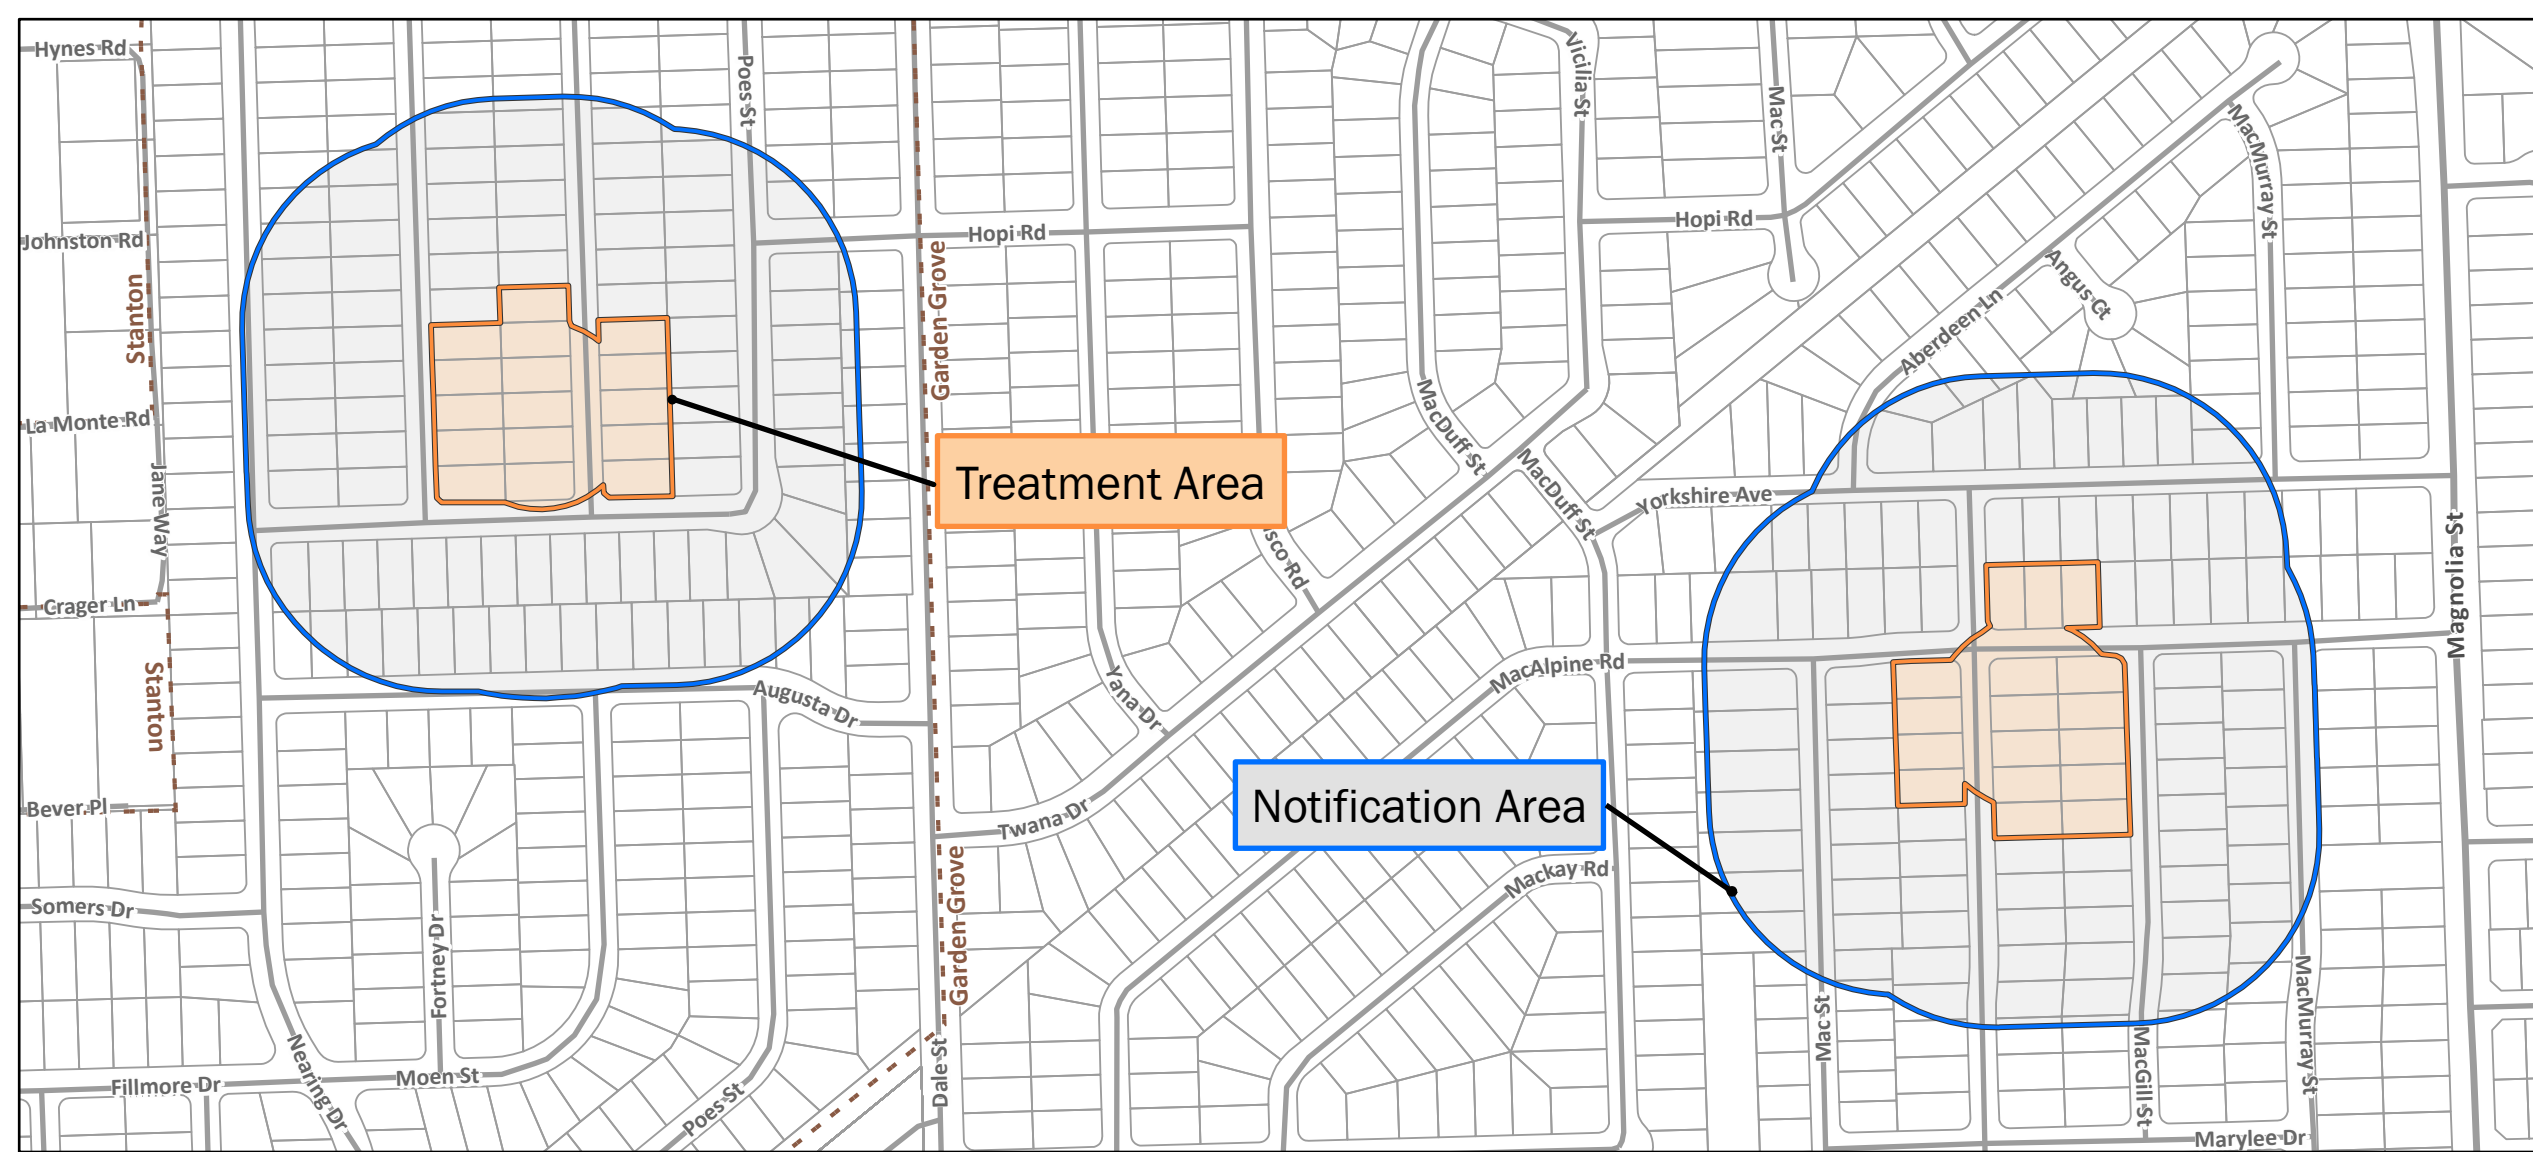 Hynes Rd
Poes St
Vicilia St
Mac St
MacMurray St
Johnston Rd
Hopi Rd
Hopi Rd
Stanton
Garden Grove
Angus Ct
Aberdeen Ln
La Monte Rd
MacDuff St
Treatment Area
MacDuff St
Yorkshire Ave
Jane Way
Magnolia St
Crager Ln
sco Rd
Stanton
MacAlpine Rd
Augusta Dr
Yana Dr
Notification Area
Bever Pl
Twana Dr
Garden Grove
Mackay Rd
Somers Dr
Fortney Dr
Mac St
MacMurray St
Nearing Dr
Dale St
MacGill St
Fillmore Dr
Moen St
Poes St
Marylee Dr